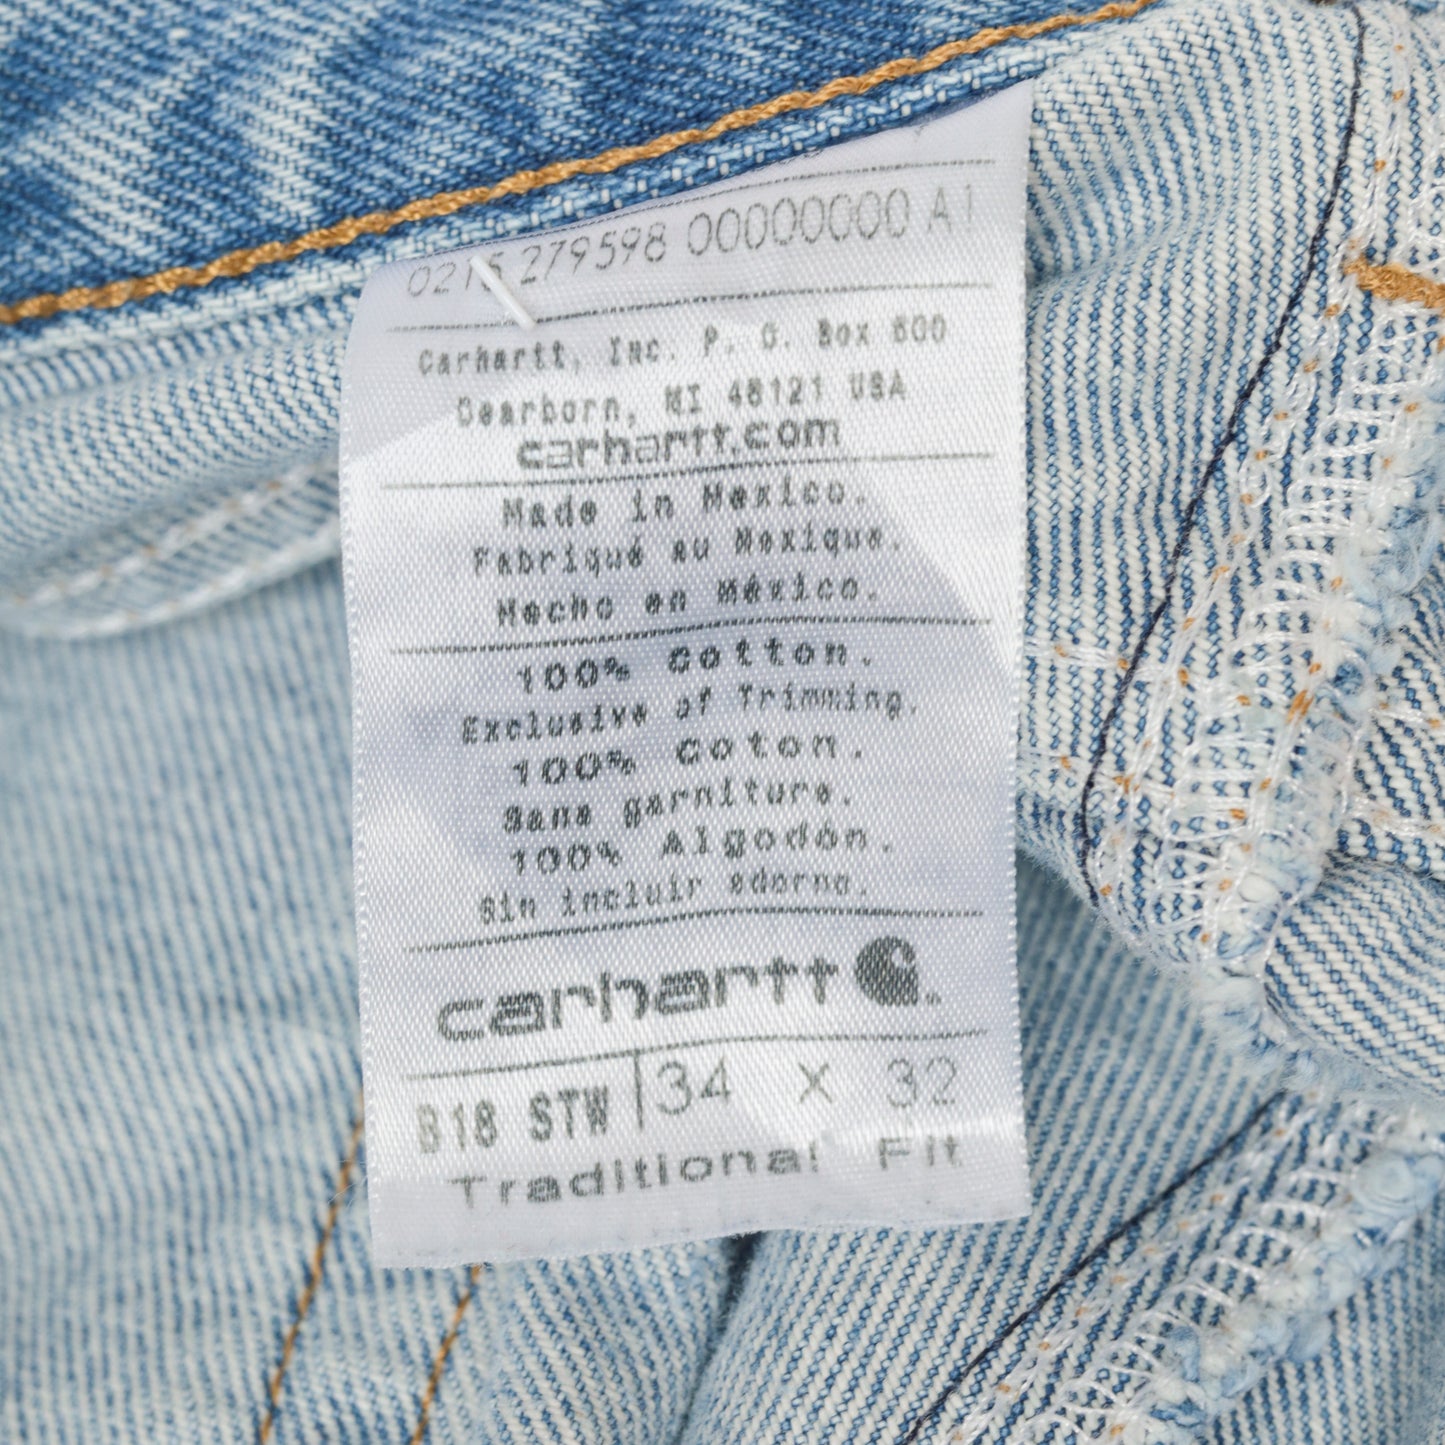 0215 279598 00000000 A1
Carhartt, Inc. P. O. Box 600
Dearborn, MI 48121 USA
carhartt.com
Made in Mexico.
Fabriqué au Mexique.
Hecho en México.
100% Cotton.
Exclusive of Trimming.
100% Coton.
Sans garniture.
100% Algodón.
Sin incluir adorno.
carhartt
B18 STW 34 X 32
Traditional Fit